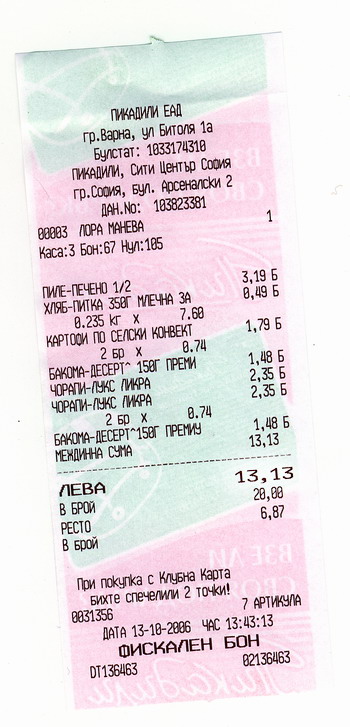 ПИКАДИЛИ ЕАД
гр.Варна, ул Битоля 1а
Булстат: 1033174310
ПИКАДИЛИ, Сити Център София
гр.София, бул. Арсеналски 2
ДАН.No: 103823381
00003 ЛОРА МАНЕВА 1
Каса:3 Бон:67 Нул:105
ПИЛЕ-ПЕЧЕНО 1/2 3,19 Б
ХЛЯБ-ПИТКА 350Г МЛЕЧНА ЗА 0,49 Б
0.235 kг x 7.60
КАРТОФИ ПО СЕЛСКИ КОНВЕКТ 1,79 Б
2 бр x 0.74
БАКОМА-ДЕСЕРТ^ 150Г ПРЕМИ 1,48 Б
ЧОРАПИ-ЛУКС ЛИКРА 2,35 Б
ЧОРАПИ-ЛУКС ЛИКРА 2,35 Б
2 бр x 0.74
БАКОМА-ДЕСЕРТ^150Г ПРЕМИУ 1,48 Б
МЕЖДИННА СУМА 13,13
ЛЕВА 13,13
В БРОЙ 20,00
РЕСТО 6,87
В брой
При покупка с Клубна Карта
бихте спечелили 2 точки!
0031356 7 АРТИКУЛА
ДАТА 13-10-2006 ЧАС 13:43:13
ФИСКАЛЕН БОН
DT136463 02136463